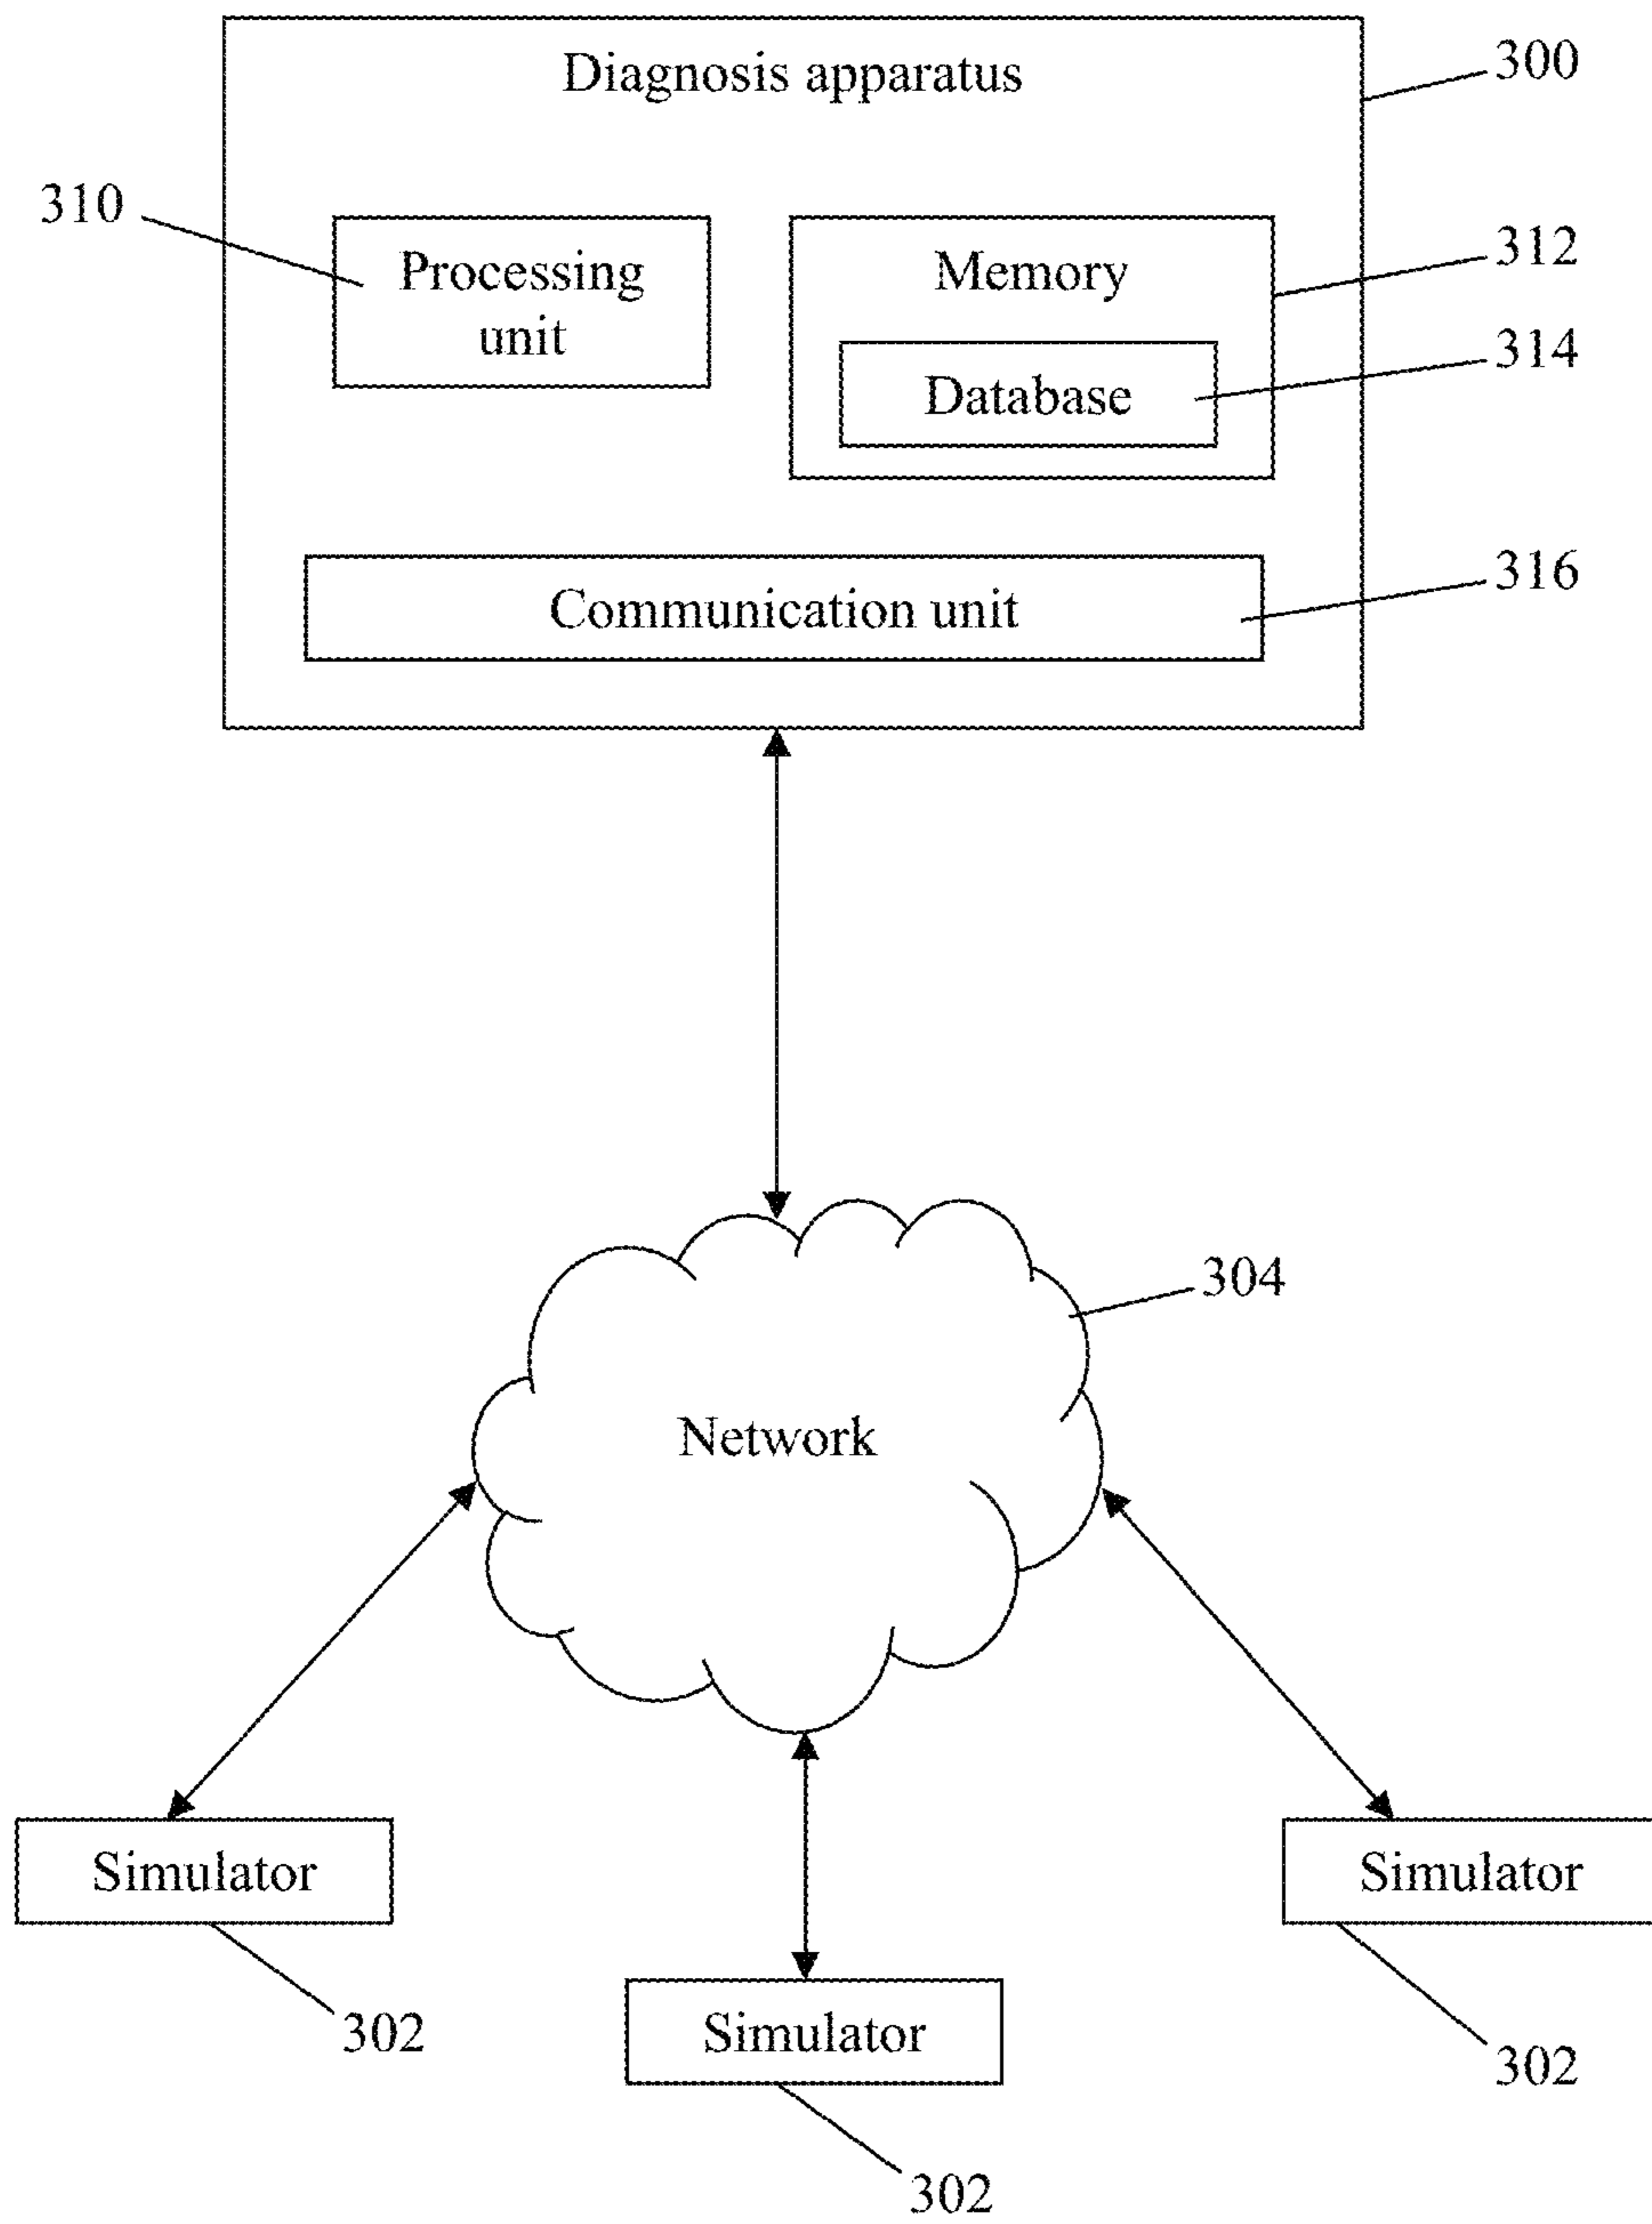 Diagnosis apparatus
300
310
Processing
unit
Memory
312
Database
314
Communication unit
316
304
Network
Simulator
302
Simulator
302
Simulator
302